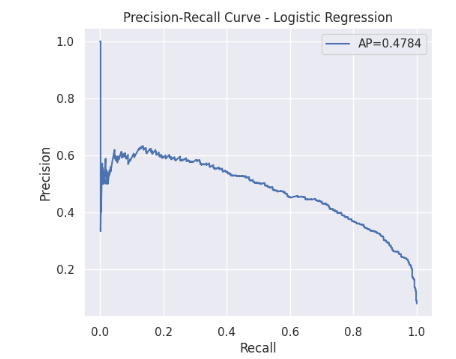 Precision-Recall Curve - Logistic Regression
AP=0.4784
1.0
0.8
0.6
0.4
0.2
Precision
0.0 0.2 0.4 0.6 0.8 1.0
Recall